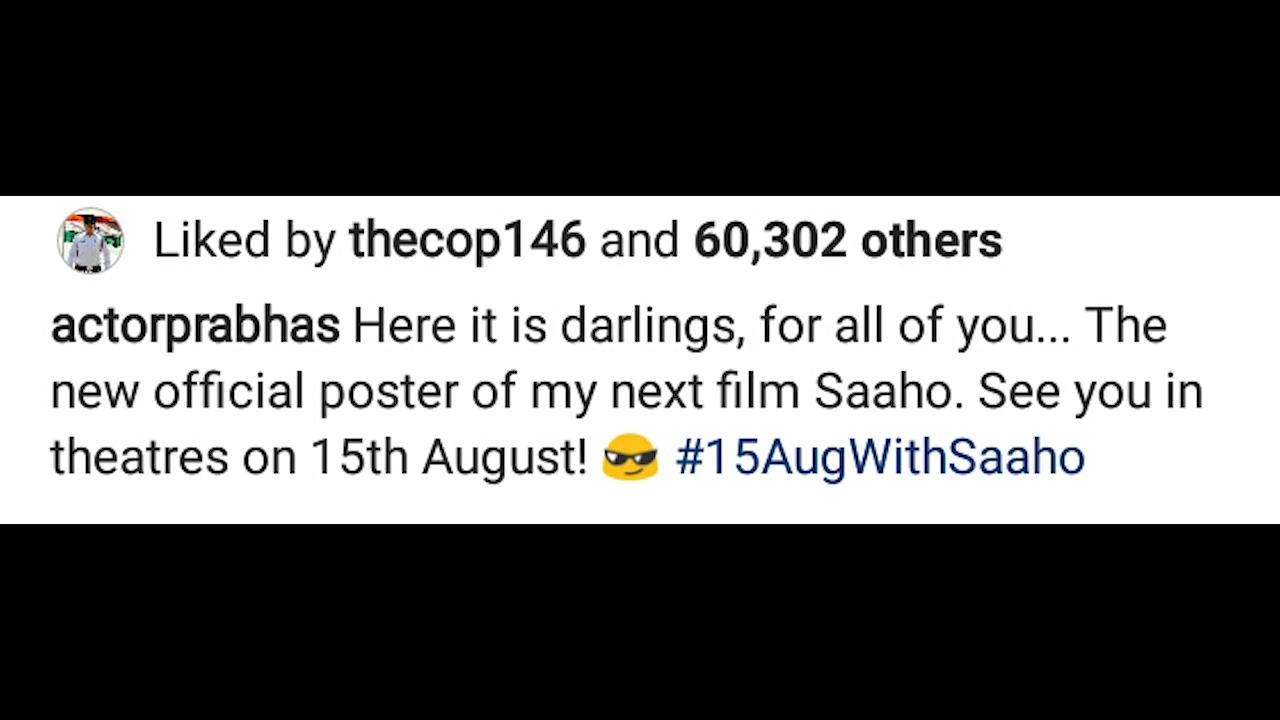 Liked by thecop146 and 60,302 others
actorprabhas Here it is darlings, for all of you... The
new official poster of my next film Saaho. See you in
theatres on 15th August! 😎 #15AugWithSaaho